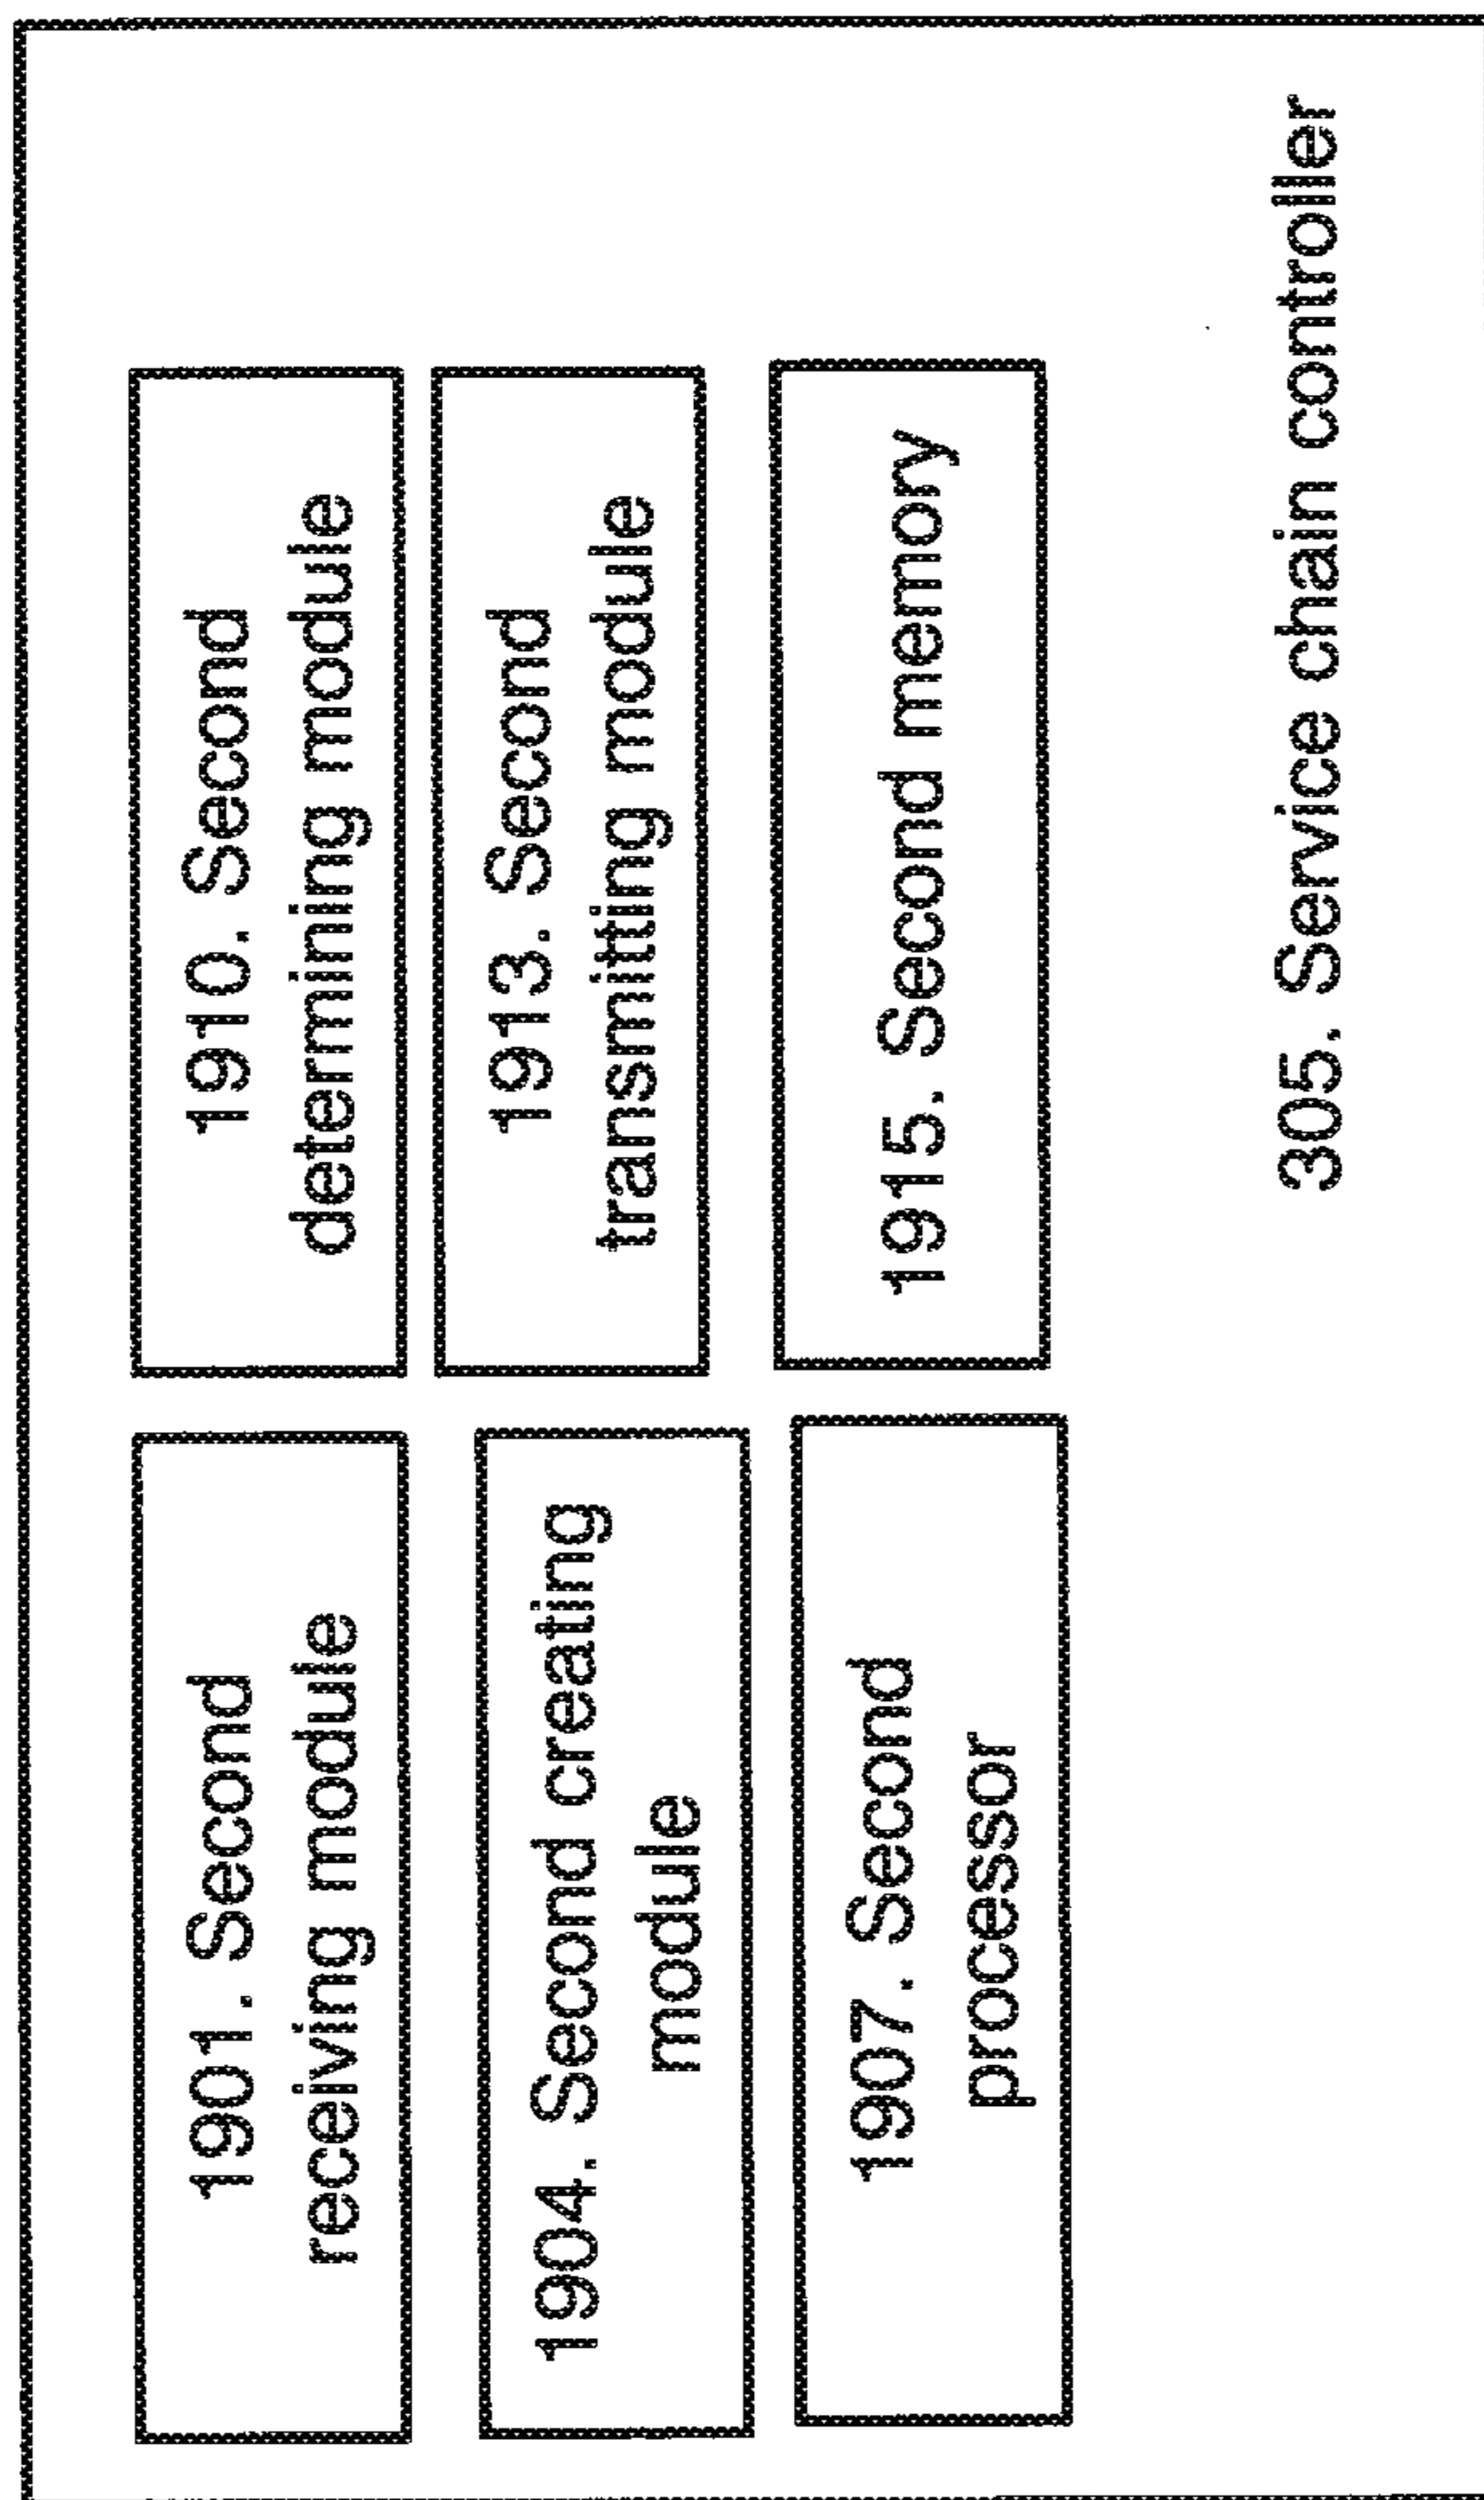 1901. Second
receiving module
1904. Second creating
module
1907. Second
processor
1910. Second
determining module
1913. Second
transmitting module
1915. Second memory
305. Service chain controller